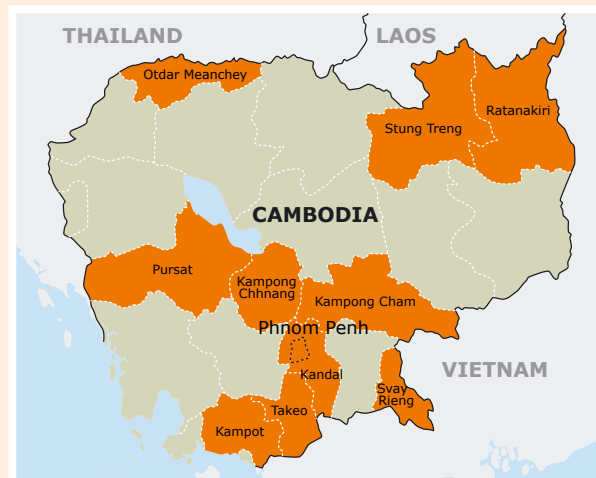 THAILAND
LAOS
Otdar Meanchey
Ratanakiri
Stung Treng
CAMBODIA
Pursat
Kampong
Chhnang
Kampong Cham
Phnom Penh
VIETNAM
Kandal
Svay
Rieng
Takeo
Kampot